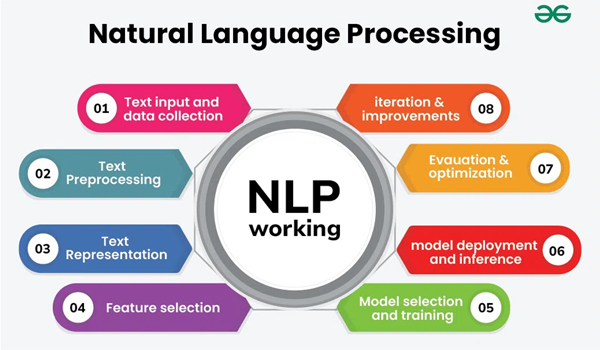 Natural Language Processing
01
Text input and
data collection
02
Text
Preprocessing
03
Text
Representation
04
Feature selection
NLP
working
iteration &
improvements
08
Evauation &
optimization
07
model deployment
and inference
06
Model selection
and training
05